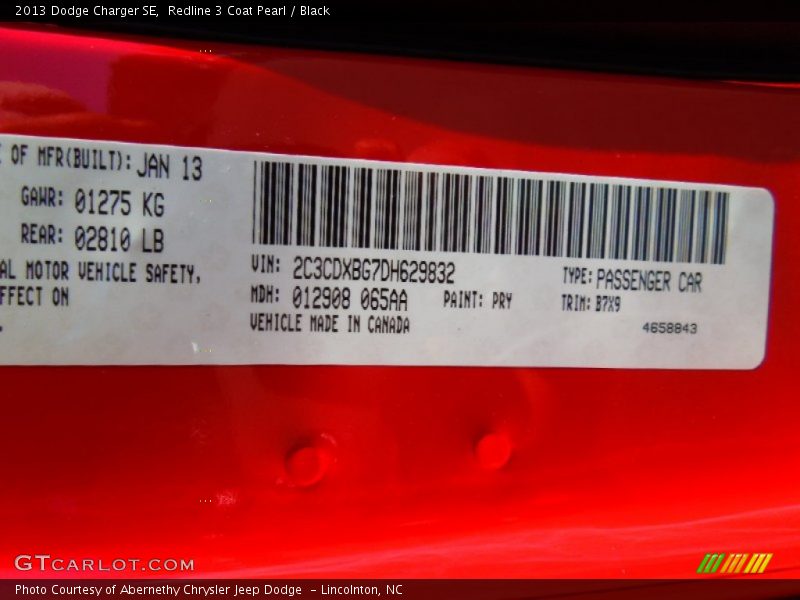 2013 Dodge Charger SE,  Redline 3 Coat Pearl / Black
E OF MFR(BUILT): JAN 13
GAWR: 01275 KG
REAR: 02810 LB
AL MOTOR VEHICLE SAFETY,
FFECT ON
VIN: 2C3CDXBG7DH629832
MDH: 012908 065AA
PAINT: PRY
VEHICLE MADE IN CANADA
TYPE: PASSENGER CAR
TRIM: B7X9
4658843
GTCARLOT.COM
Photo Courtesy of Abernethy Chrysler Jeep Dodge  – Lincolnton, NC